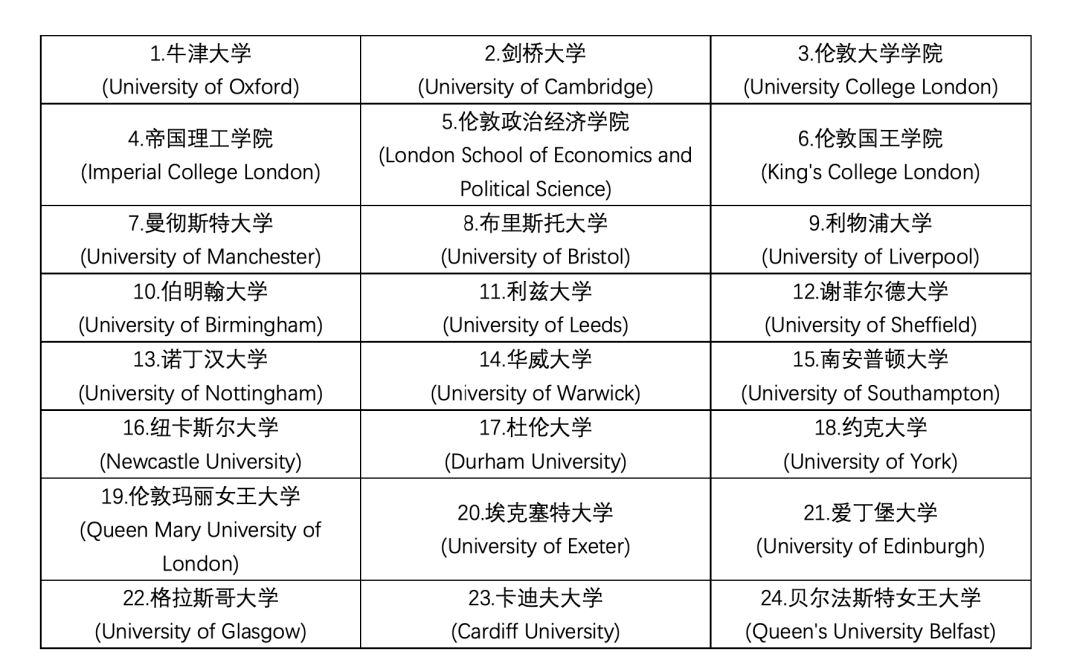 1.牛津大学
(University of Oxford)
2.剑桥大学
(University of Cambridge)
3.伦敦大学学院
(University College London)
4.帝国理工学院
(Imperial College London)
5.伦敦政治经济学院
(London School of Economics and
Political Science)
6.伦敦国王学院
(King's College London)
7.曼彻斯特大学
(University of Manchester)
8.布里斯托大学
(University of Bristol)
9.利物浦大学
(University of Liverpool)
10.伯明翰大学
(University of Birmingham)
11.利兹大学
(University of Leeds)
12.谢菲尔德大学
(University of Sheffield)
13.诺丁汉大学
(University of Nottingham)
14.华威大学
(University of Warwick)
15.南安普顿大学
(University of Southampton)
16.纽卡斯尔大学
(Newcastle University)
17.杜伦大学
(Durham University)
18.约克大学
(University of York)
19.伦敦玛丽女王大学
(Queen Mary University of
London)
20.埃克塞特大学
(University of Exeter)
21.爱丁堡大学
(University of Edinburgh)
22.格拉斯哥大学
(University of Glasgow)
23.卡迪夫大学
(Cardiff University)
24.贝尔法斯特女王大学
(Queen's University Belfast)